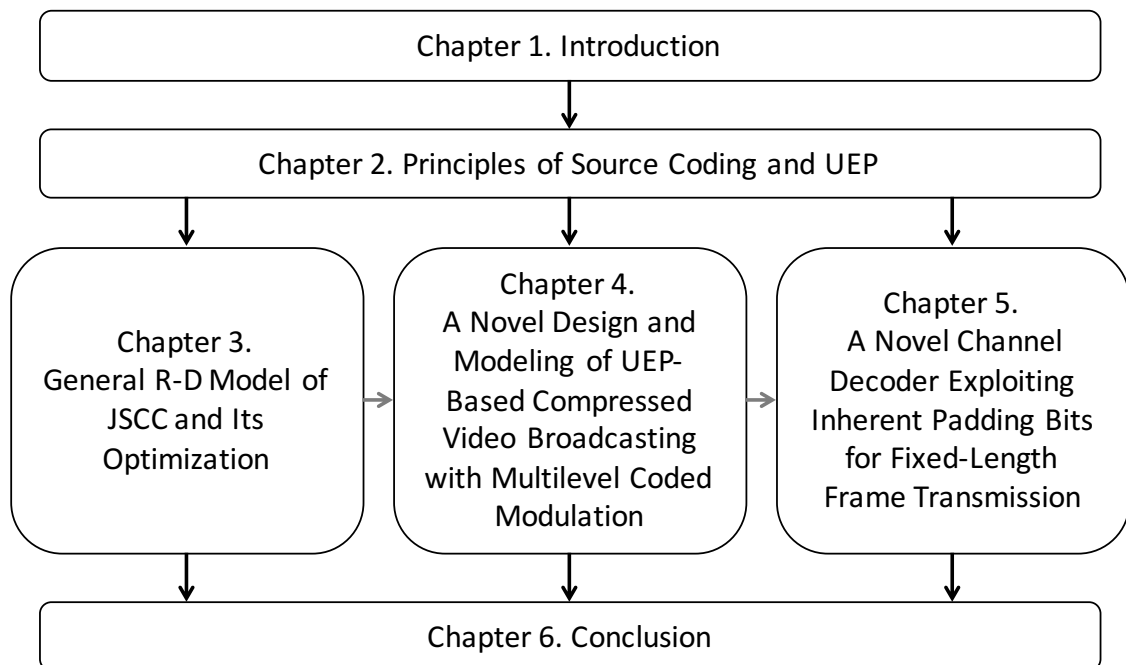 Chapter 1. Introduction
Chapter 2. Principles of Source Coding and UEP
Chapter 3.
General R-D Model of
JSCC and Its
Optimization
Chapter 4.
A Novel Design and
Modeling of UEP-
Based Compressed
Video Broadcasting
with Multilevel Coded
Modulation
Chapter 5.
A Novel Channel
Decoder Exploiting
Inherent Padding Bits
for Fixed-Length
Frame Transmission
Chapter 6. Conclusion